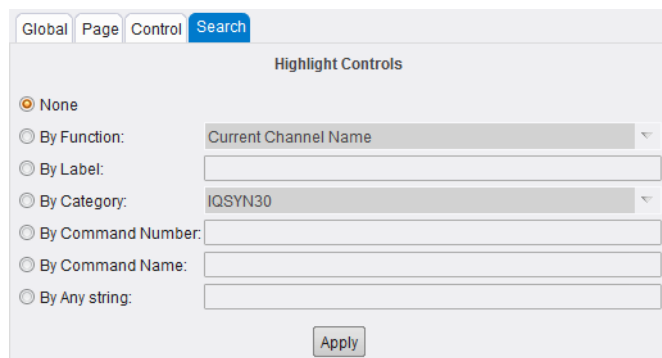 Global Page Control Search
Highlight Controls
None
By Function: Current Channel Name
By Label:
By Category: IQSYN30
By Command Number:
By Command Name:
By Any string:
Apply